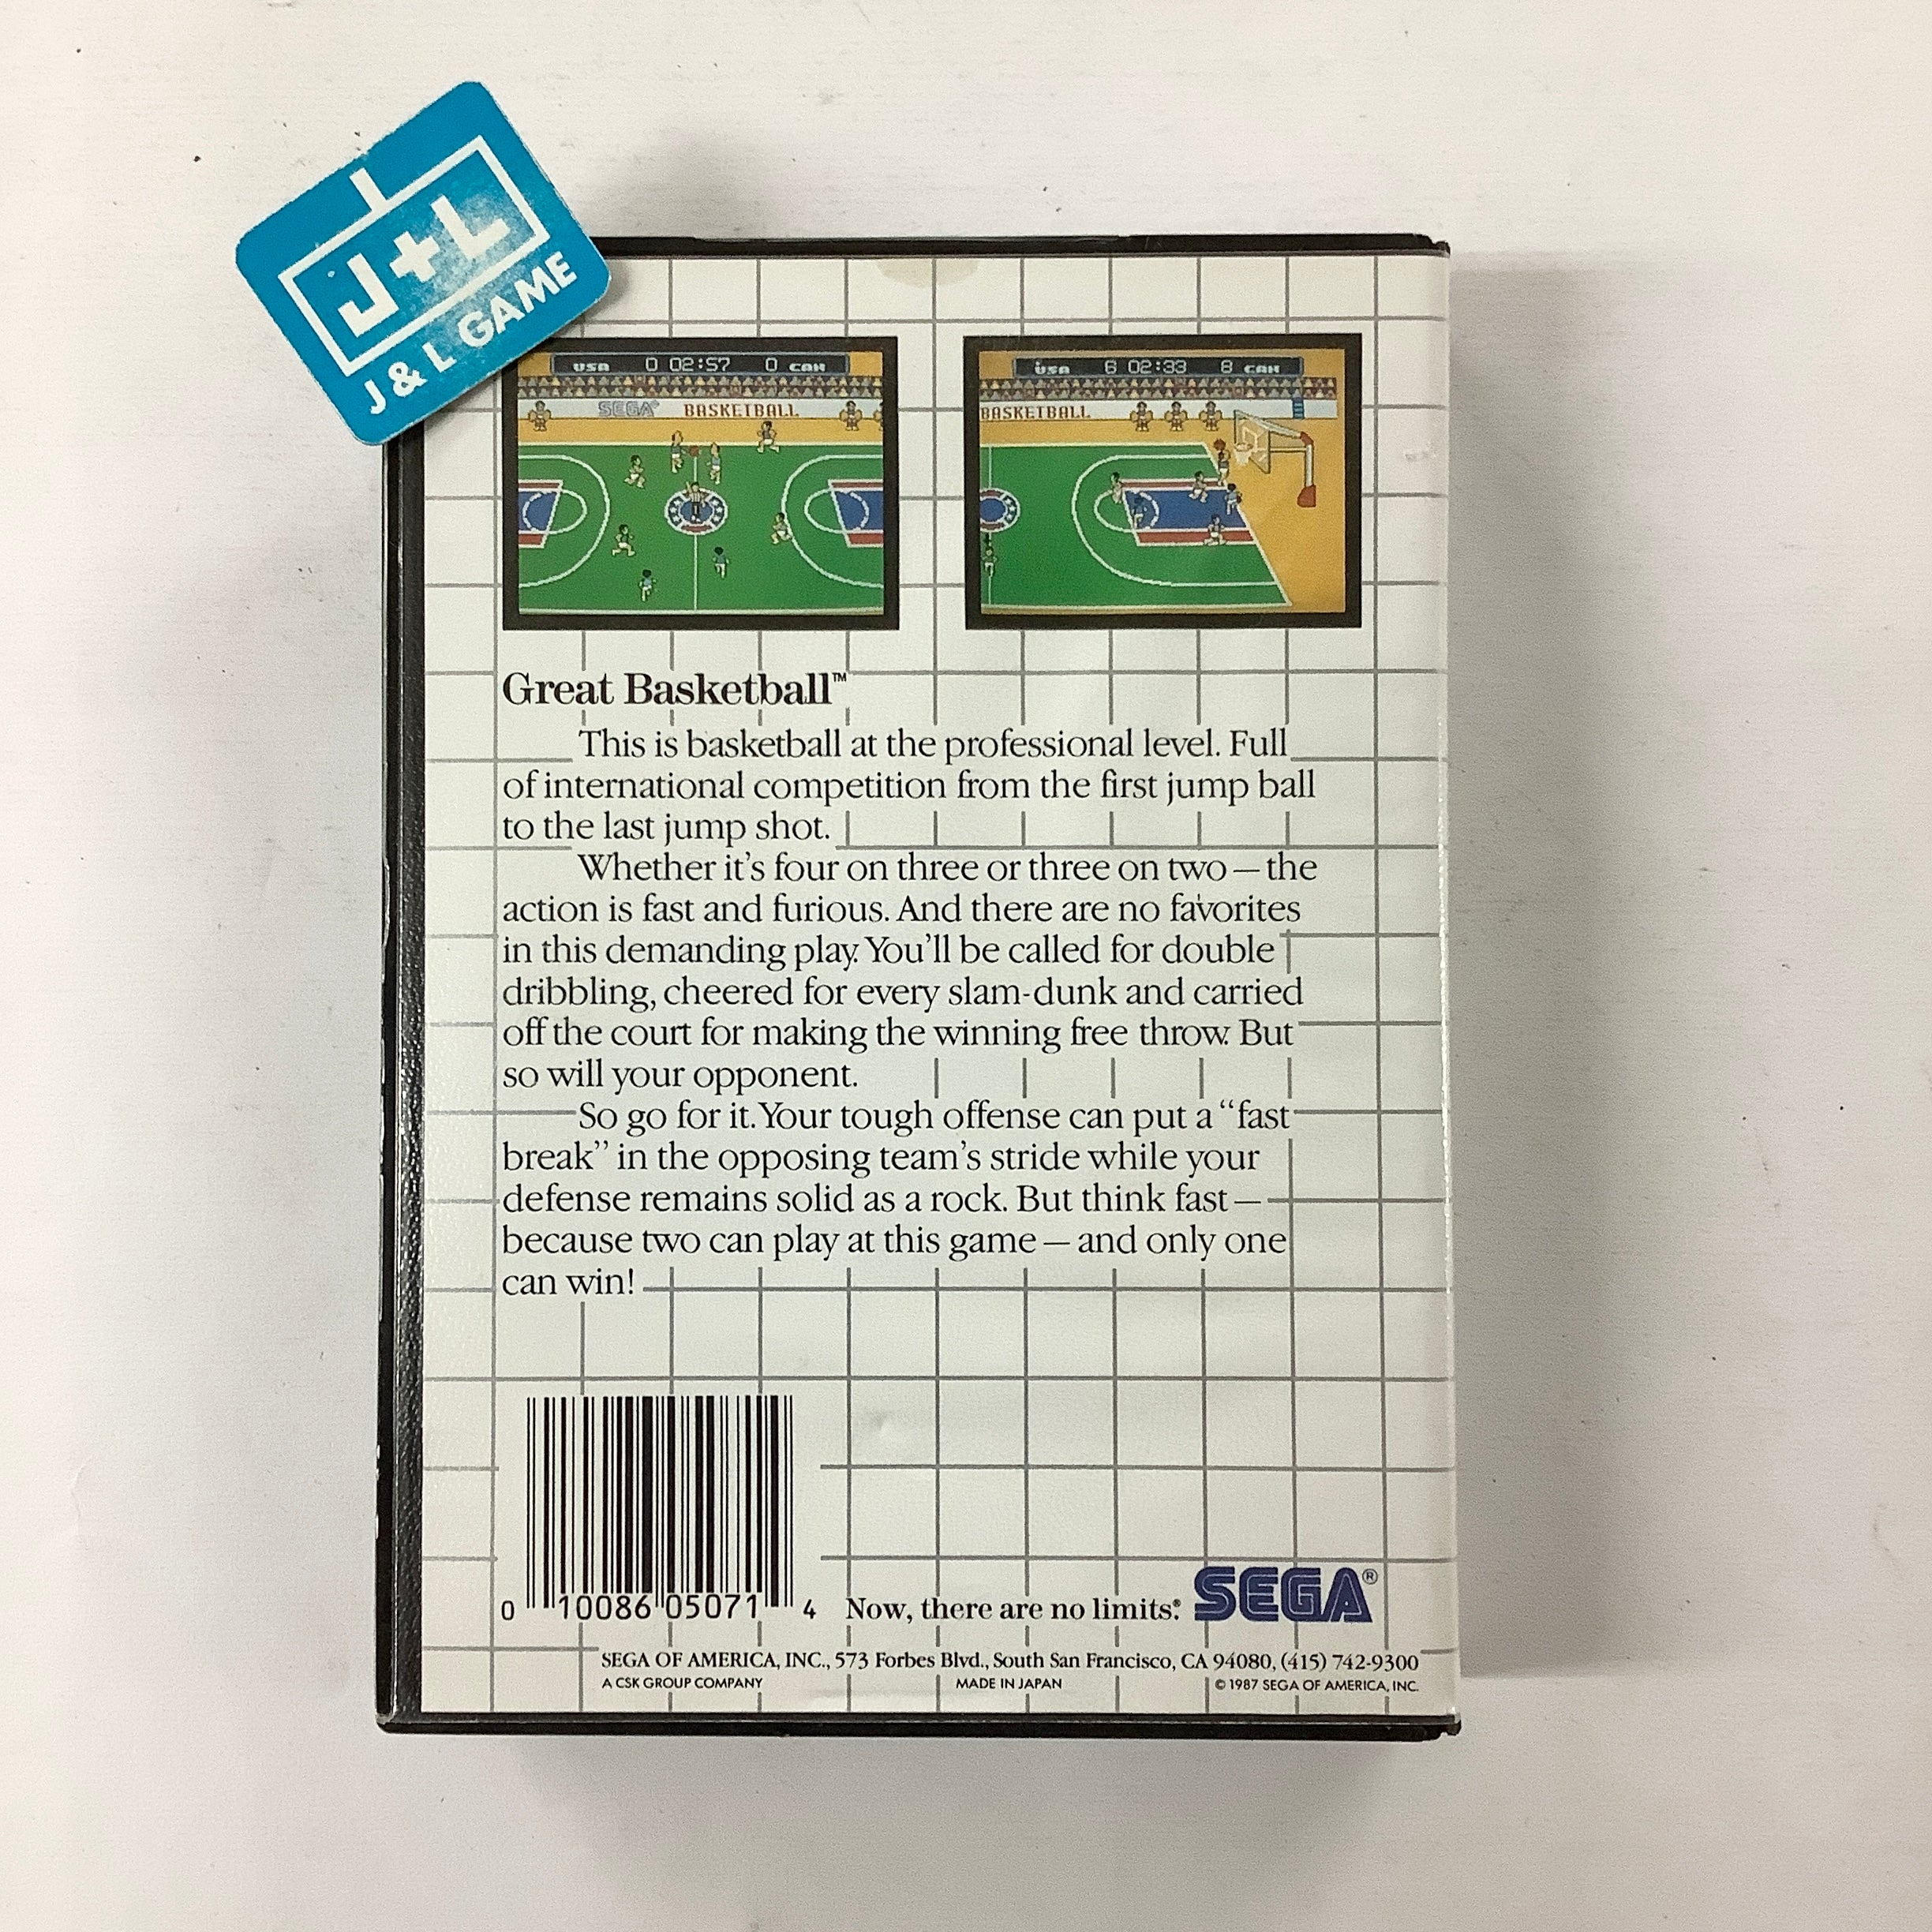 J+L
J & L GAME
USA 0 02:57 0 CAN
SEGA® BASKETBALL
USA 6 02:33 8 CAN
BASKETBALL
Great Basketball™
This is basketball at the professional level. Full
of international competition from the first jump ball
to the last jump shot.
Whether it's four on three or three on two — the
action is fast and furious. And there are no favorites
in this demanding play. You'll be called for double
dribbling, cheered for every slam-dunk and carried
off the court for making the winning free throw. But
so will your opponent.
So go for it. Your tough offense can put a “fast
break” in the opposing team's stride while your
defense remains solid as a rock. But think fast —
because two can play at this game — and only one
can win!
0 10086 05071 4
Now, there are no limits.®
SEGA®
SEGA OF AMERICA, INC., 573 Forbes Blvd., South San Francisco, CA 94080, (415) 742-9300
A CSK GROUP COMPANY MADE IN JAPAN © 1987 SEGA OF AMERICA, INC.